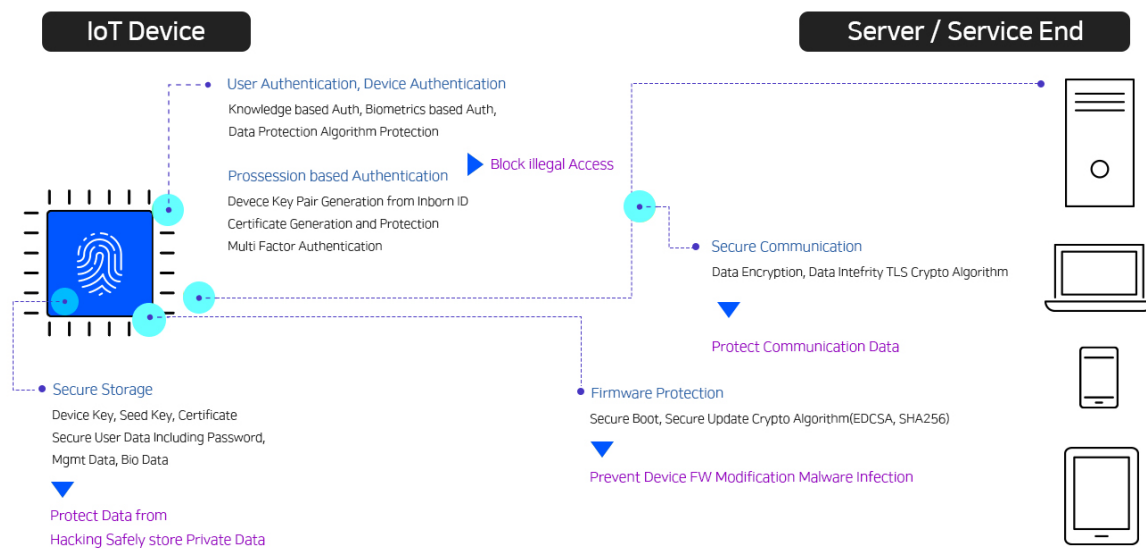 IoT Device
Server / Service End
User Authentication, Device Authentication
Knowledge based Auth, Biometrics based Auth,
Data Protection Algorithm Protection
Block illegal Access
Prossession based Authentication
Devece Key Pair Generation from Inborn ID
Certificate Generation and Protection
Multi Factor Authentication
Secure Communication
Data Encryption, Data Intefrity TLS Crypto Algorithm
Protect Communication Data
Secure Storage
Device Key, Seed Key, Certificate
Secure User Data Including Password,
Mgmt Data, Bio Data
Protect Data from
Hacking Safely store Private Data
Firmware Protection
Secure Boot, Secure Update Crypto Algorithm(EDCSA, SHA256)
Prevent Device FW Modification Malware Infection